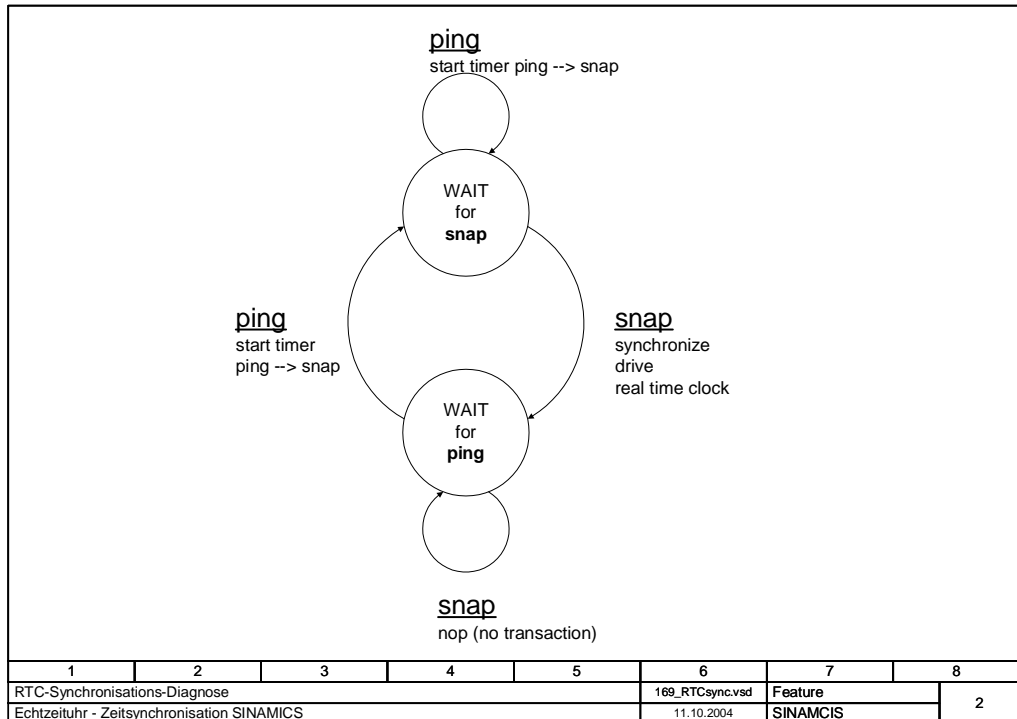 ping
start timer ping --> snap
WAIT
for
snap
ping
start timer
ping --> snap
snap
synchronize
drive
real time clock
WAIT
for
ping
snap
nop (no transaction)
1 2 3 4 5 6 7 8
RTC-Synchronisations-Diagnose 169_RTCsync.vsd Feature 2
Echtzeituhr - Zeitsynchronisation SINAMICS 11.10.2004 SINAMCIS